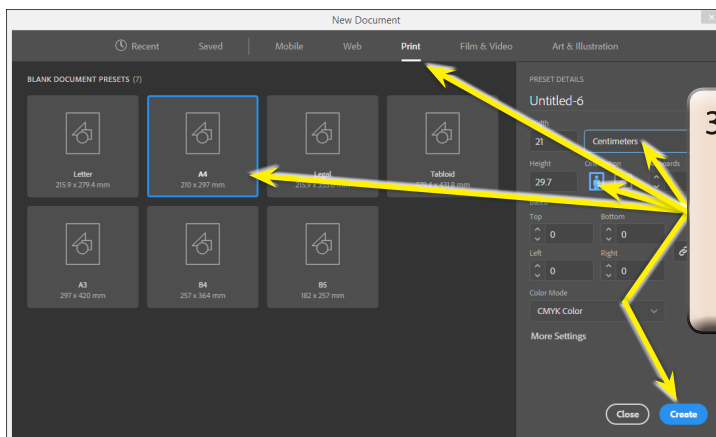 New Document
Recent Saved Mobile Web Print Film & Video Art & Illustration
BLANK DOCUMENT PRESETS (7)
PRESET DETAILS
Untitled-6
Width
21 Centimeters
Height
29.7
Top Bottom
0 0
Left Right
0 0
Color Mode
CMYK Color
More Settings
Close Create
Letter
215.9 x 279.4 mm
A4
210 x 297 mm
Legal
Tabloid
A3
297 x 420 mm
B4
257 x 364 mm
B5
182 x 257 mm
3